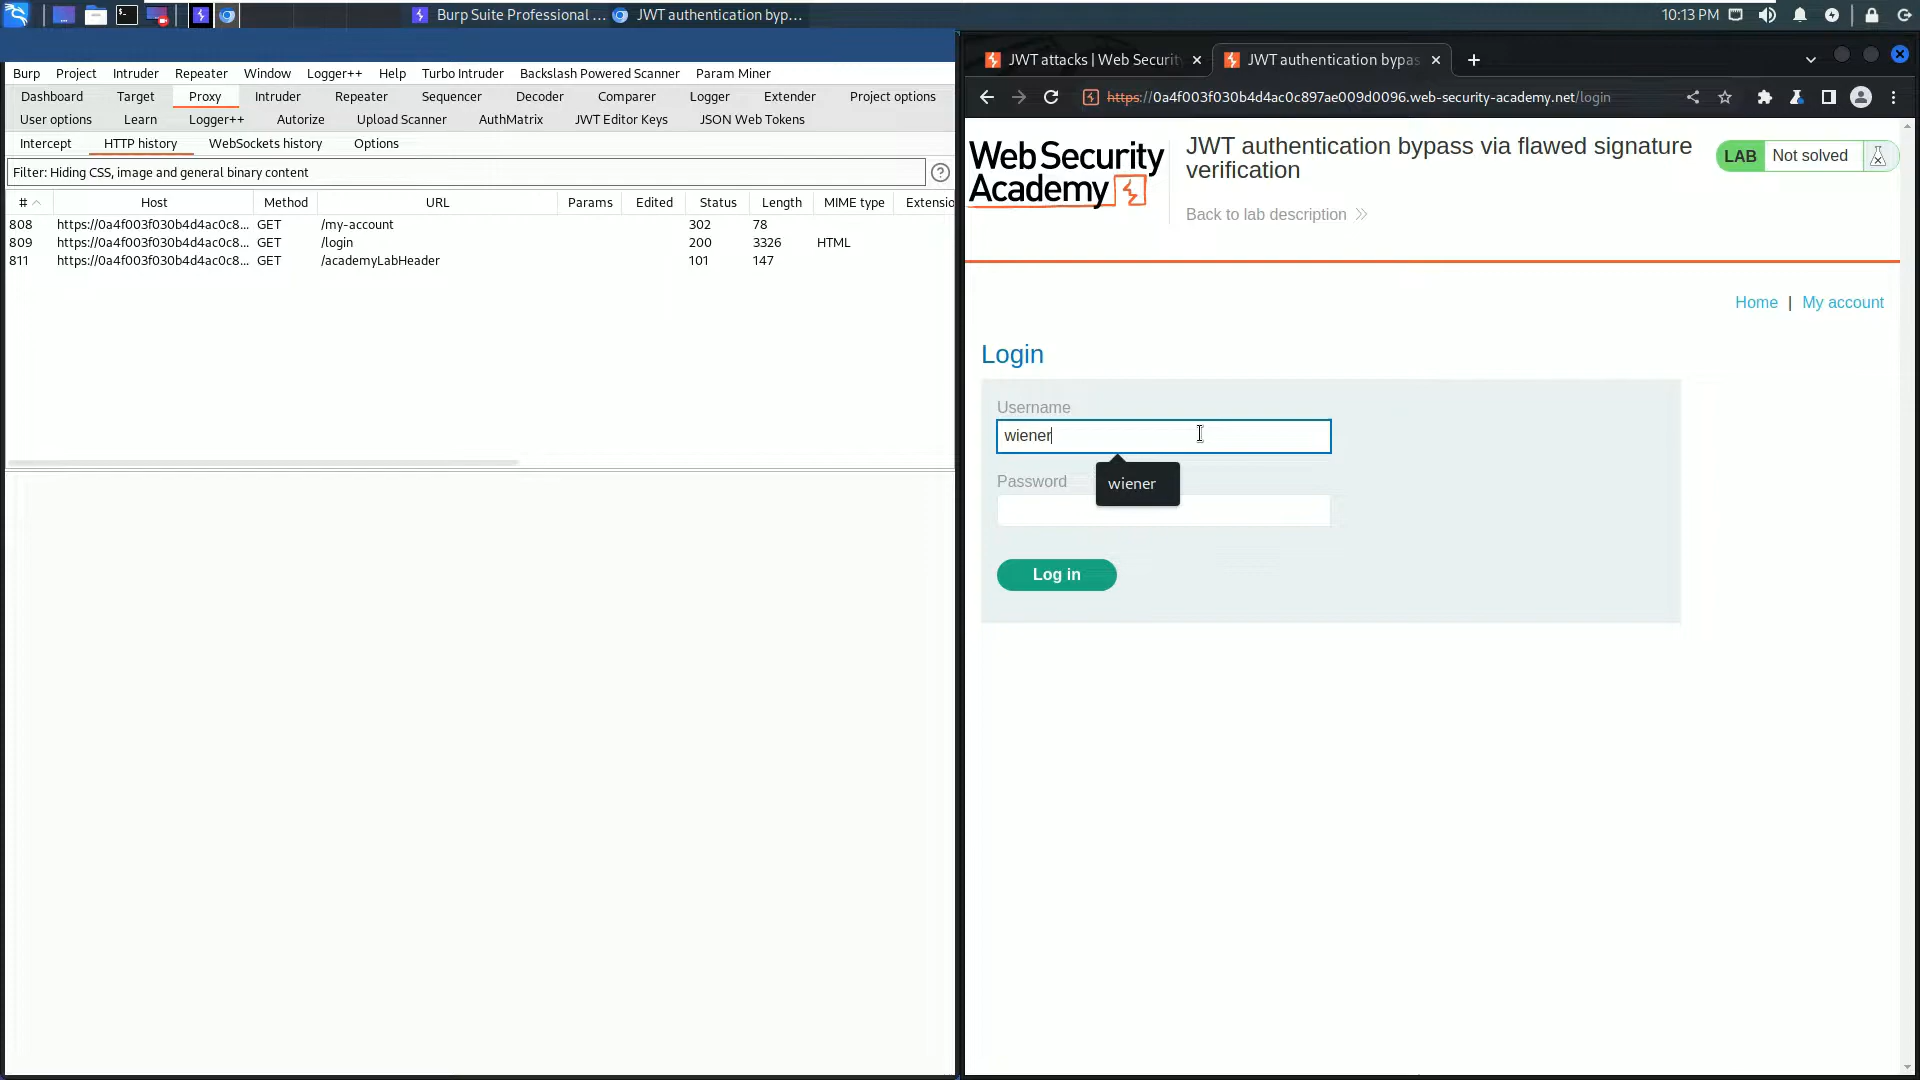 Burp Suite Professional ...
JWT authentication byp...
10:13 PM
Burp Project Intruder Repeater Window Logger++ Help Turbo Intruder Backslash Powered Scanner Param Miner
Dashboard Target Proxy Intruder Repeater Sequencer Decoder Comparer Logger Extender Project options
User options Learn Logger++ Autorize Upload Scanner AuthMatrix JWT Editor Keys JSON Web Tokens
Intercept HTTP history WebSockets history Options
Filter: Hiding CSS, image and general binary content ?
# Host Method URL Params Edited Status Length MIME type Extensio
808 https://0a4f003f030b4d4ac0c8... GET /my-account 302 78
809 https://0a4f003f030b4d4ac0c8... GET /login 200 3326 HTML
811 https://0a4f003f030b4d4ac0c8... GET /academyLabHeader 101 147
JWT attacks | Web Securit
JWT authentication bypas
https://0a4f003f030b4d4ac0c897ae009d0096.web-security-academy.net/login
Web Security
Academy
JWT authentication bypass via flawed signature
verification
Back to lab description
LAB Not solved
Home | My account
Login
Username
wiener
Password
wiener
Log in